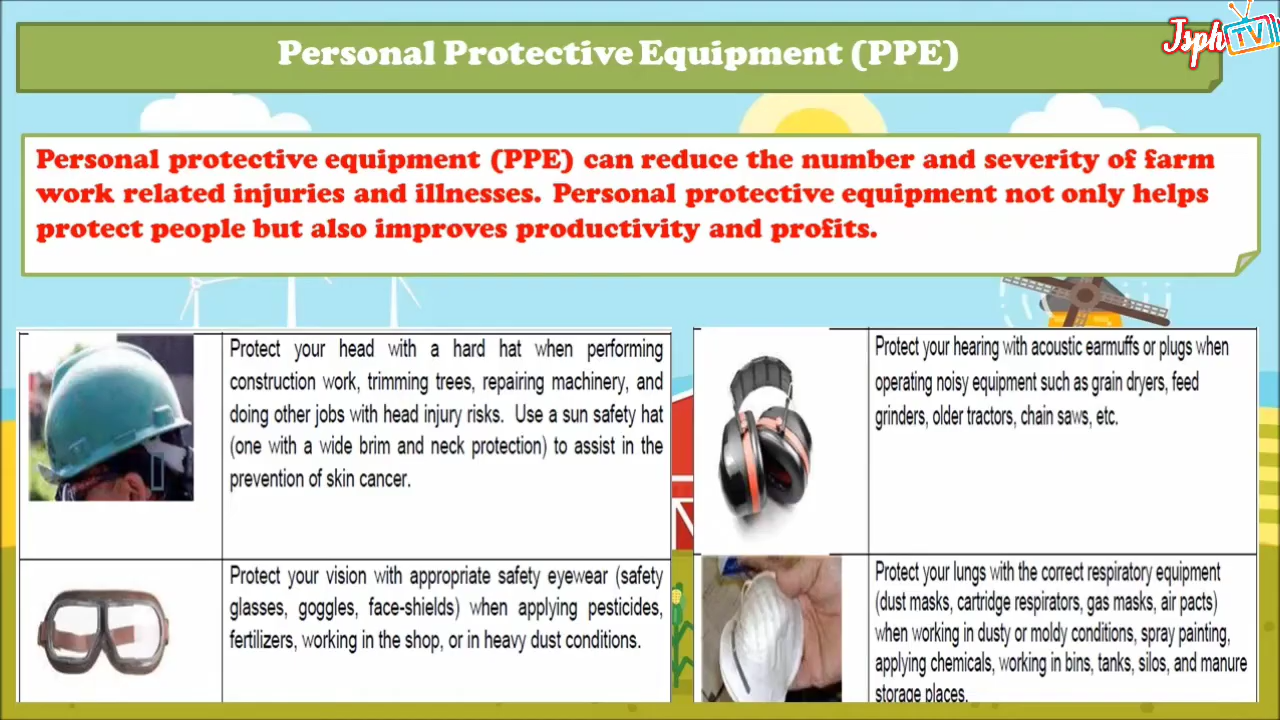 Personal Protective Equipment (PPE)
Jsph TV
Personal protective equipment (PPE) can reduce the number and severity of farm
work related injuries and illnesses. Personal protective equipment not only helps
protect people but also improves productivity and profits.
Protect your head with a hard hat when performing
construction work, trimming trees, repairing machinery, and
doing other jobs with head injury risks. Use a sun safety hat
(one with a wide brim and neck protection) to assist in the
prevention of skin cancer.
Protect your vision with appropriate safety eyewear (safety
glasses, goggles, face-shields) when applying pesticides,
fertilizers, working in the shop, or in heavy dust conditions.
Protect your hearing with acoustic earmuffs or plugs when
operating noisy equipment such as grain dryers, feed
grinders, older tractors, chain saws, etc.
Protect your lungs with the correct respiratory equipment
(dust masks, cartridge respirators, gas masks, air pacts)
when working in dusty or moldy conditions, spray painting,
applying chemicals, working in bins, tanks, silos, and manure
storage places.